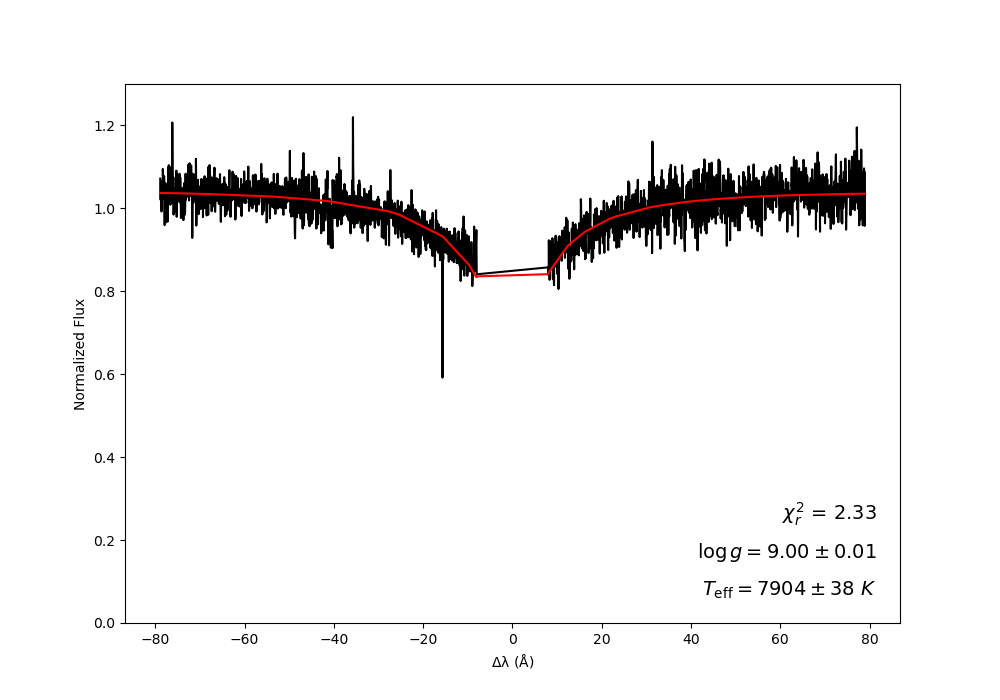 1.2
1.0
0.8
0.6
0.4
0.2
0.0
Normalized Flux
χ²ᵣ = 2.33
log g = 9.00 ± 0.01
T_eff = 7904 ± 38 K
−80 −60 −40 −20 0 20 40 60 80
Δλ (Å)